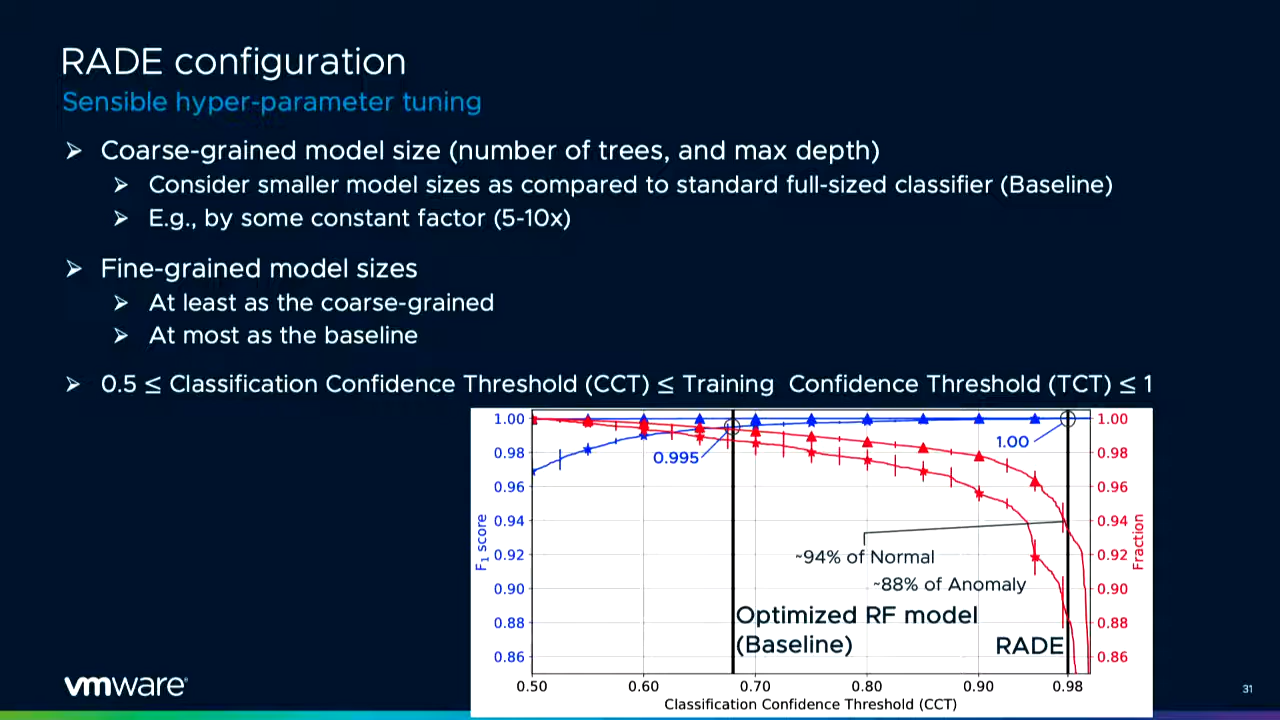 RADE configuration
Sensible hyper-parameter tuning
➢ Coarse-grained model size (number of trees, and max depth)
➢ Consider smaller model sizes as compared to standard full-sized classifier (Baseline)
➢ E.g., by some constant factor (5-10x)
➢ Fine-grained model sizes
➢ At least as the coarse-grained
➢ At most as the baseline
➢ 0.5 ≤ Classification Confidence Threshold (CCT) ≤ Training Confidence Threshold (TCT) ≤ 1
1.00 1.00
1.00
0.995
0.98 0.98
0.96 0.96
0.94 0.94
F₁ score
Fraction
0.92 0.92
~94% of Normal
0.90 0.90
~88% of Anomaly
0.88 0.88
Optimized RF model
(Baseline)
RADE
0.86 0.86
0.50 0.60 0.70 0.80 0.90 0.98
Classification Confidence Threshold (CCT)
vmware®
31